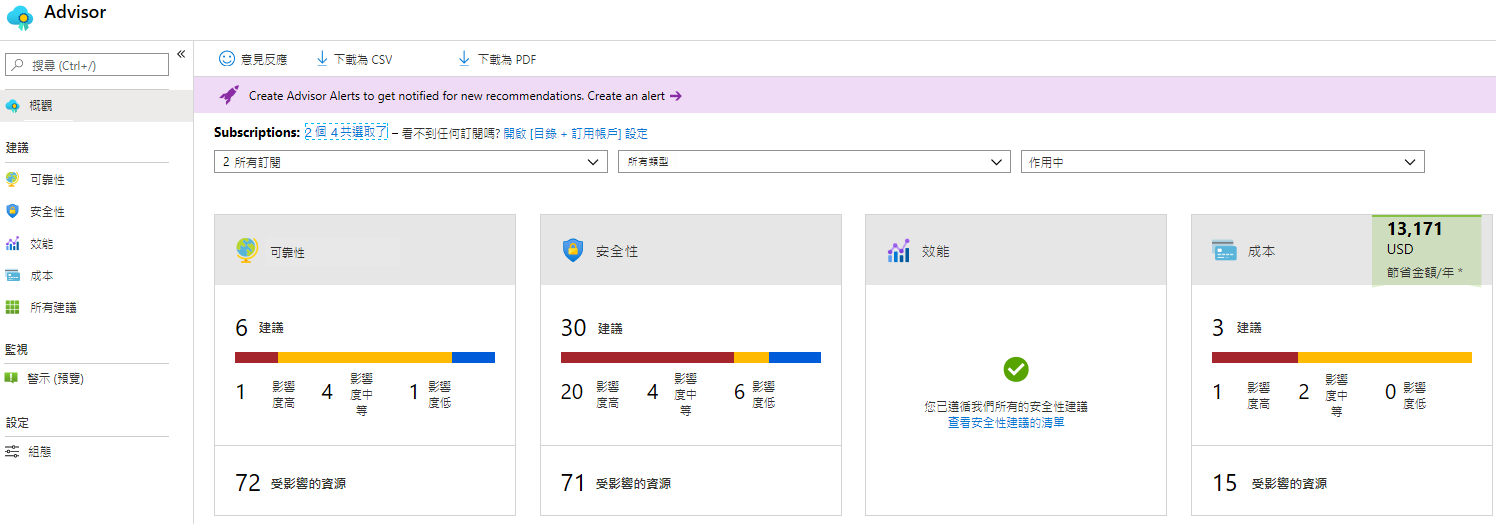 Advisor
搜尋 (Ctrl+/)
«
概觀
建議
可靠性
安全性
效能
成本
所有建議
監視
警示 (預覽)
設定
組態
意見反應 下載為 CSV 下載為 PDF
Create Advisor Alerts to get notified for new recommendations. Create an alert →
Subscriptions: 2 個 4 共選取了 – 看不到任何訂閱嗎? 開啟 [目錄 + 訂用帳戶] 設定
2 所有訂閱 所有類型 作用中
可靠性
6 建議
1 影響度高 4 影響度中等 1 影響度低
72 受影響的資源
安全性
30 建議
20 影響度高 4 影響度中等 6 影響度低
71 受影響的資源
效能
您已遵循我們所有的安全性建議
查看安全性建議的清單
成本
13,171
USD
節省金額/年 *
3 建議
1 影響度高 2 影響度中等 0 影響度低
15 受影響的資源